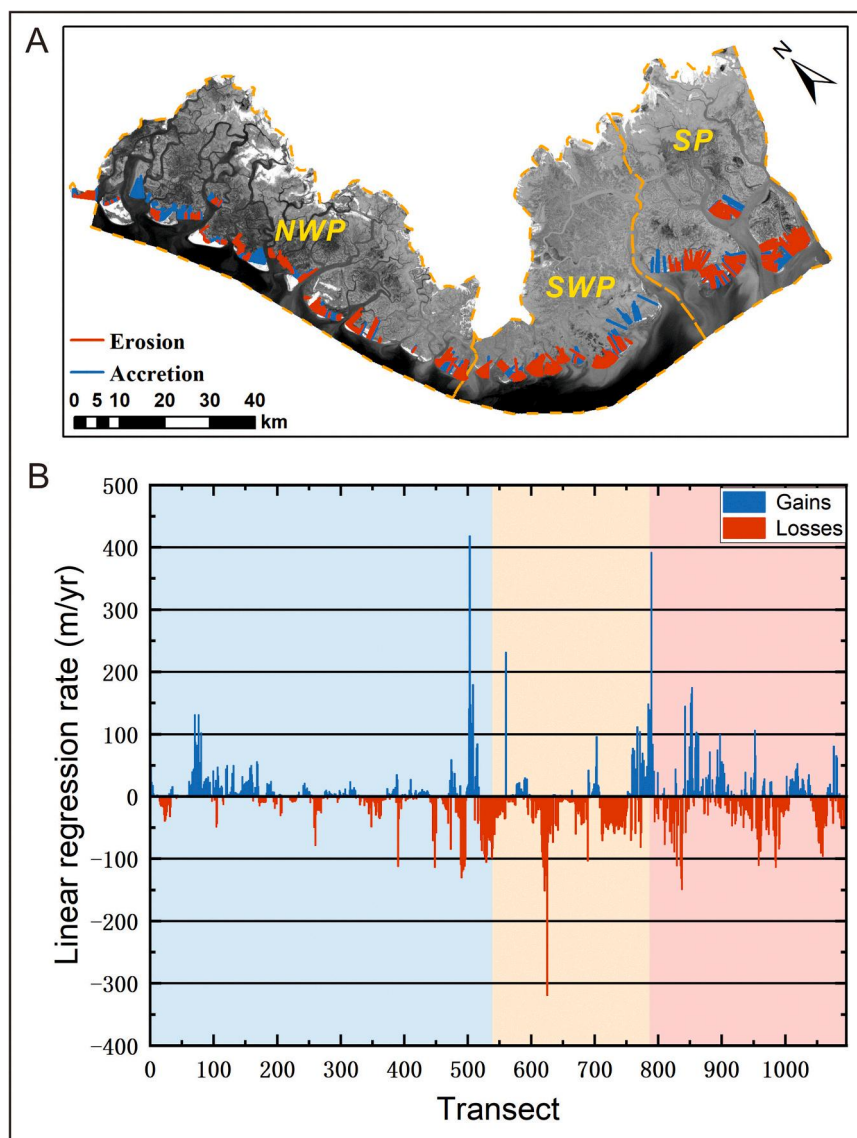 A
N
SP
NWP
SWP
Erosion
Accretion
0 5 10 20 30 40
km
B
Gains
Losses
500
400
300
200
100
0
−100
−200
−300
−400
Linear regression rate (m/yr)
0 100 200 300 400 500 600 700 800 900 1000
Transect